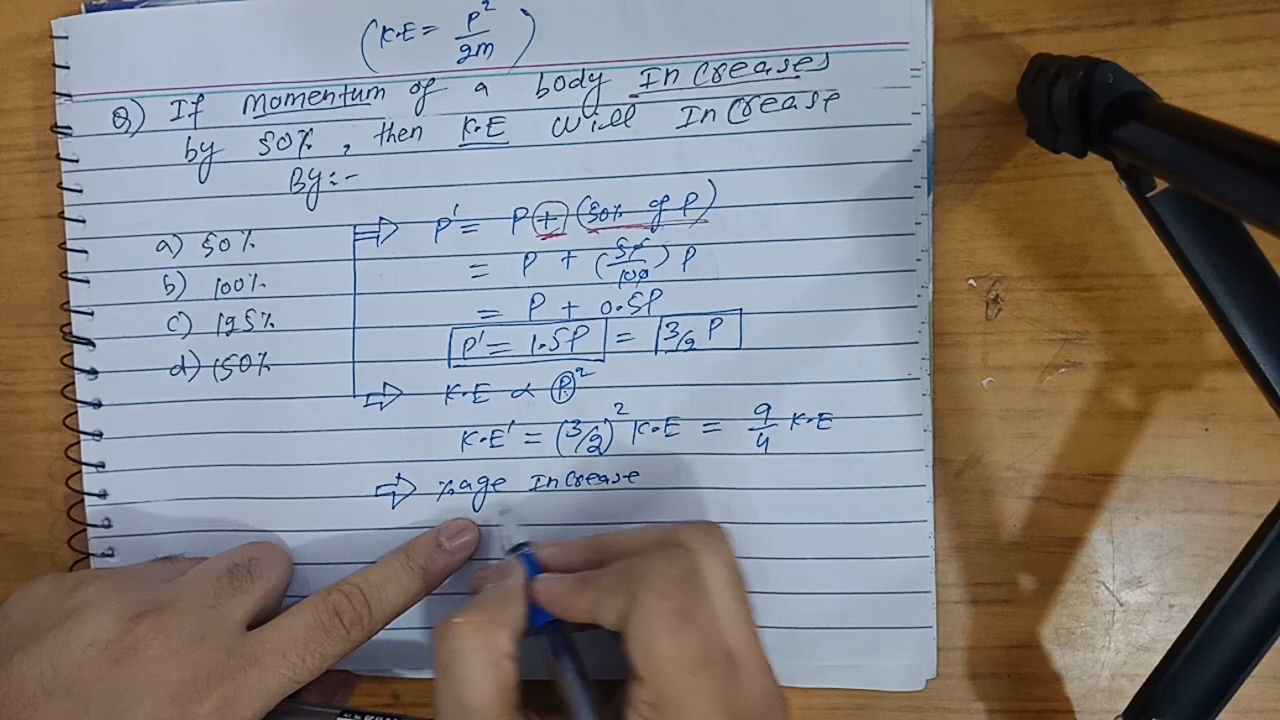 (K.E = P²/2m)
Q) If Momentum of a body Increases
by 50%, then K.E will Increase
By:-
a) 50%
b) 100%
c) 125%
d) 150%
⇒ P' = P + (50% of P)
= P + (50/100) P
= P + 0.5P
P' = 1.5P = 3/2 P
⇒ K.E ∝ P²
K.E' = (3/2)² K.E = 9/4 K.E
⇒ %age Increase